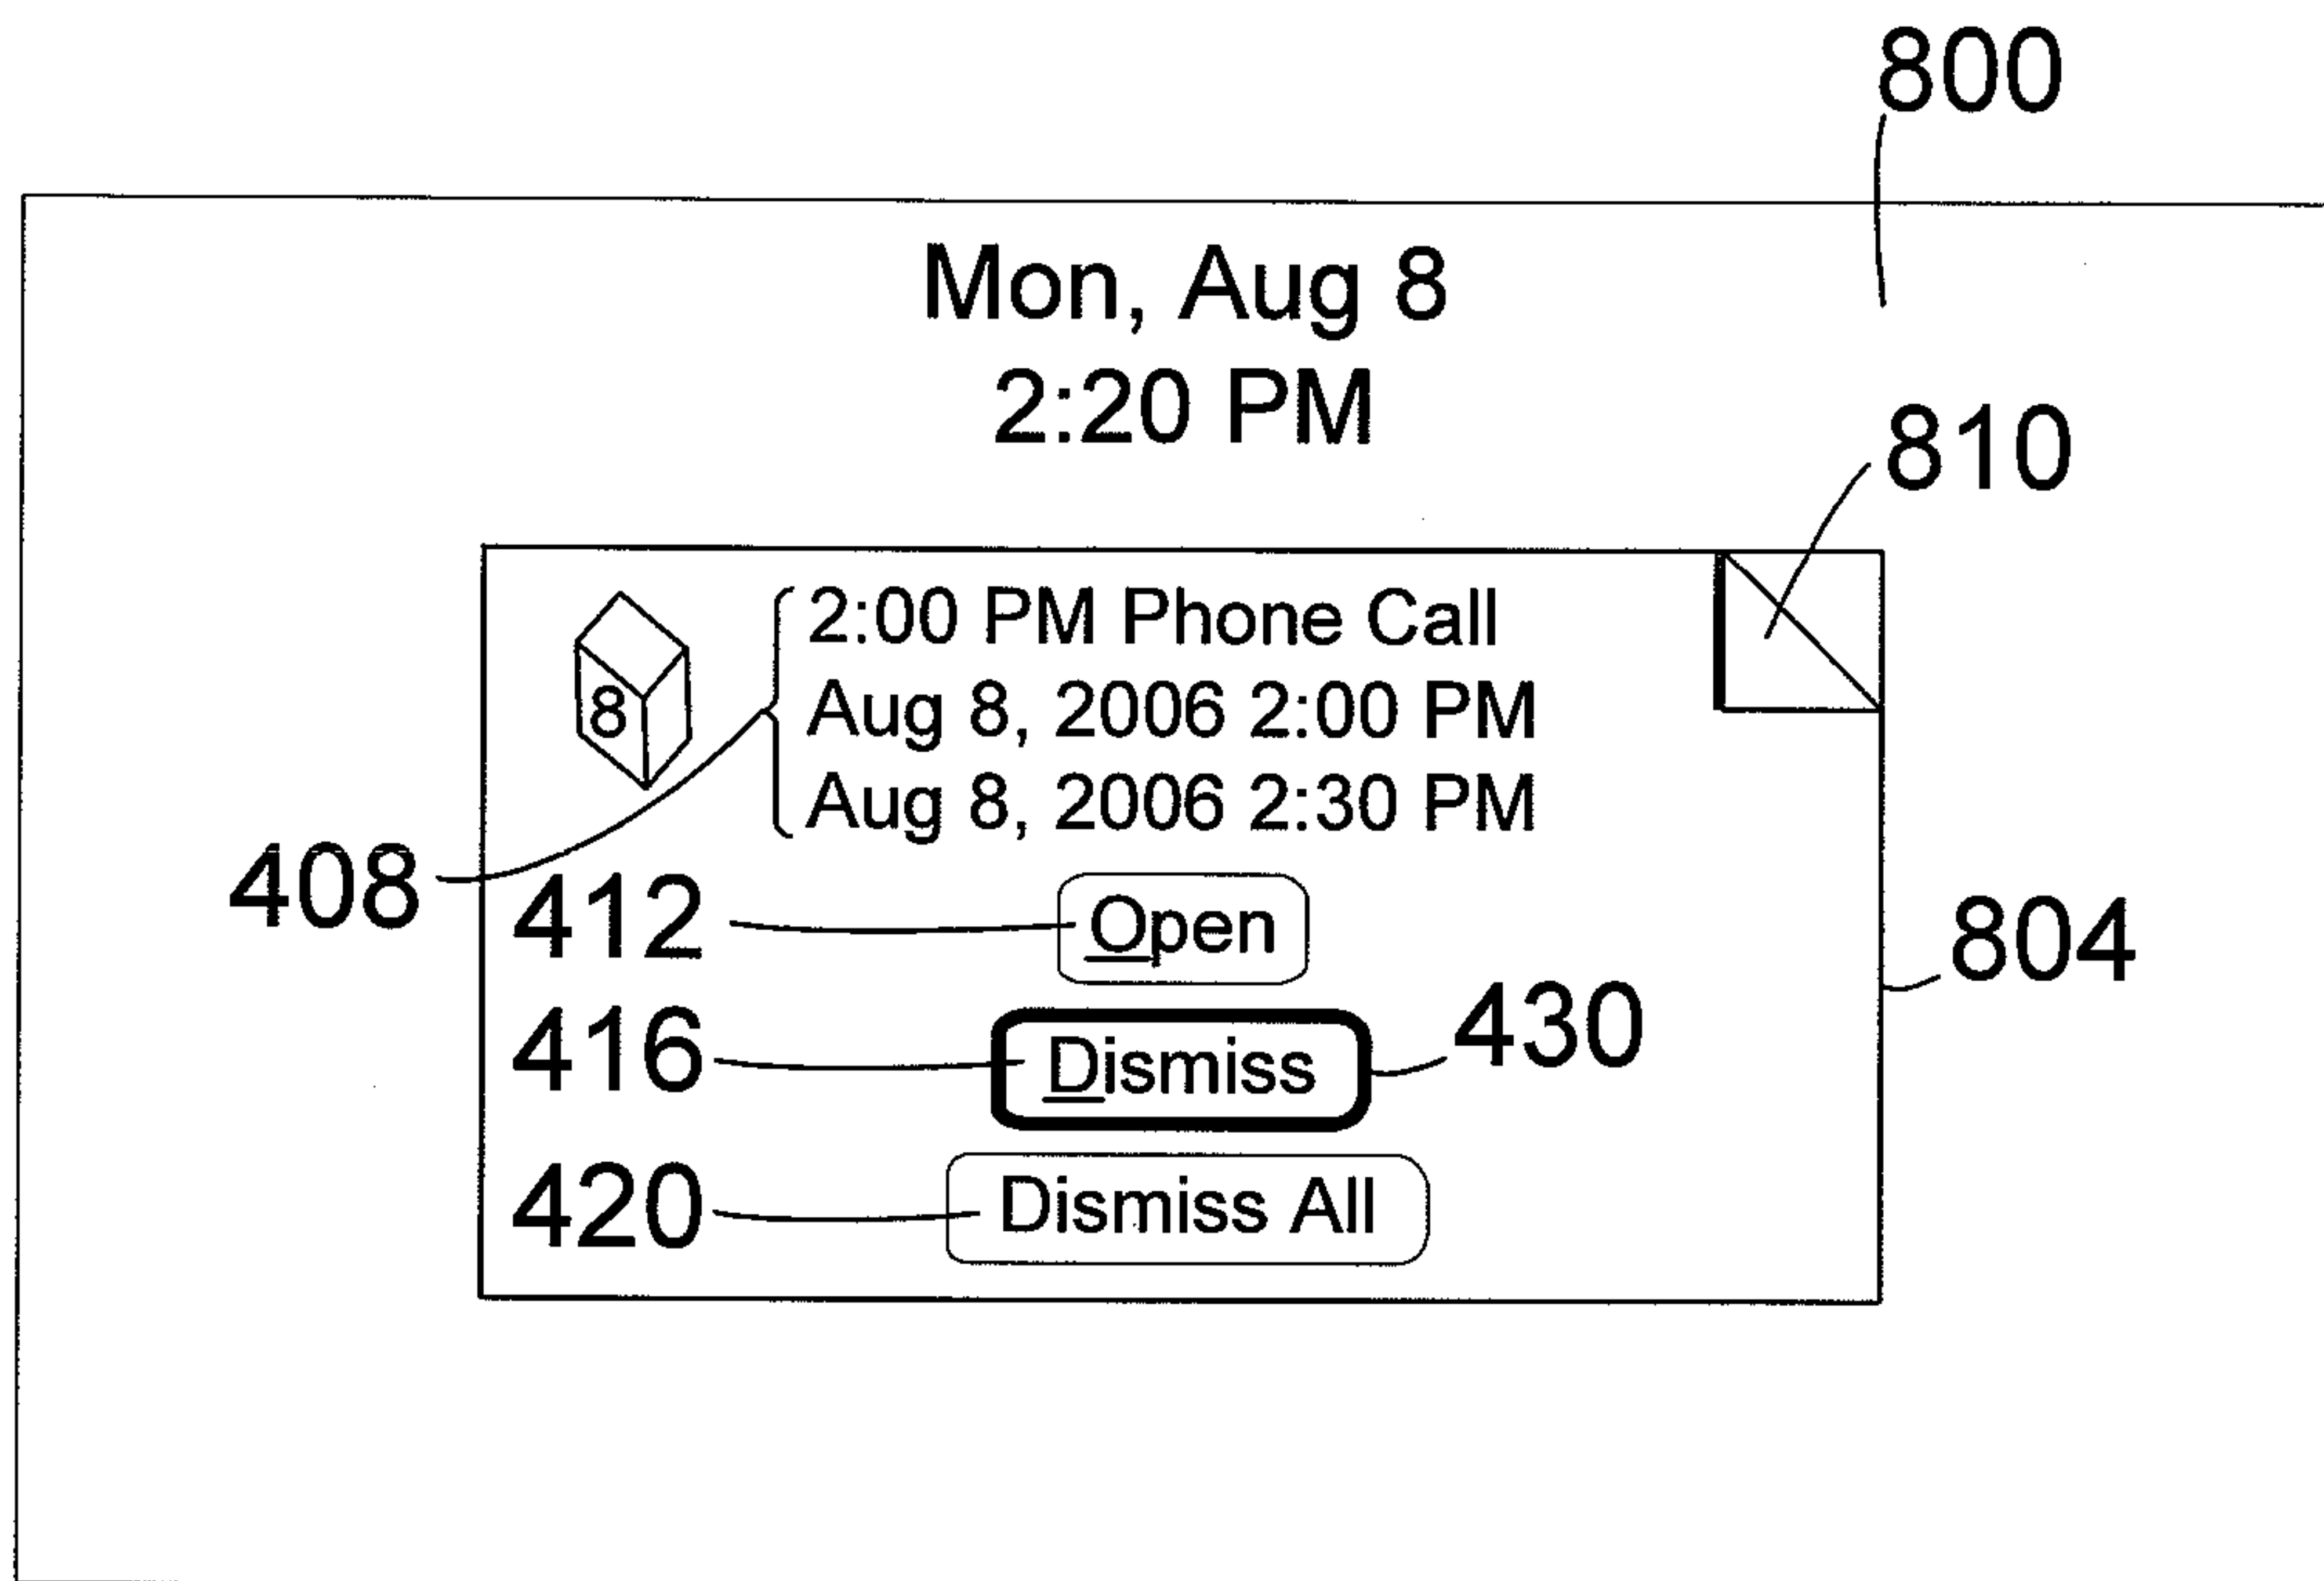 800
Mon, Aug 8
2:20 PM
810
2:00 PM Phone Call
8
Aug 8, 2006 2:00 PM
Aug 8, 2006 2:30 PM
408
412 Open
804
416 Dismiss 430
420 Dismiss All